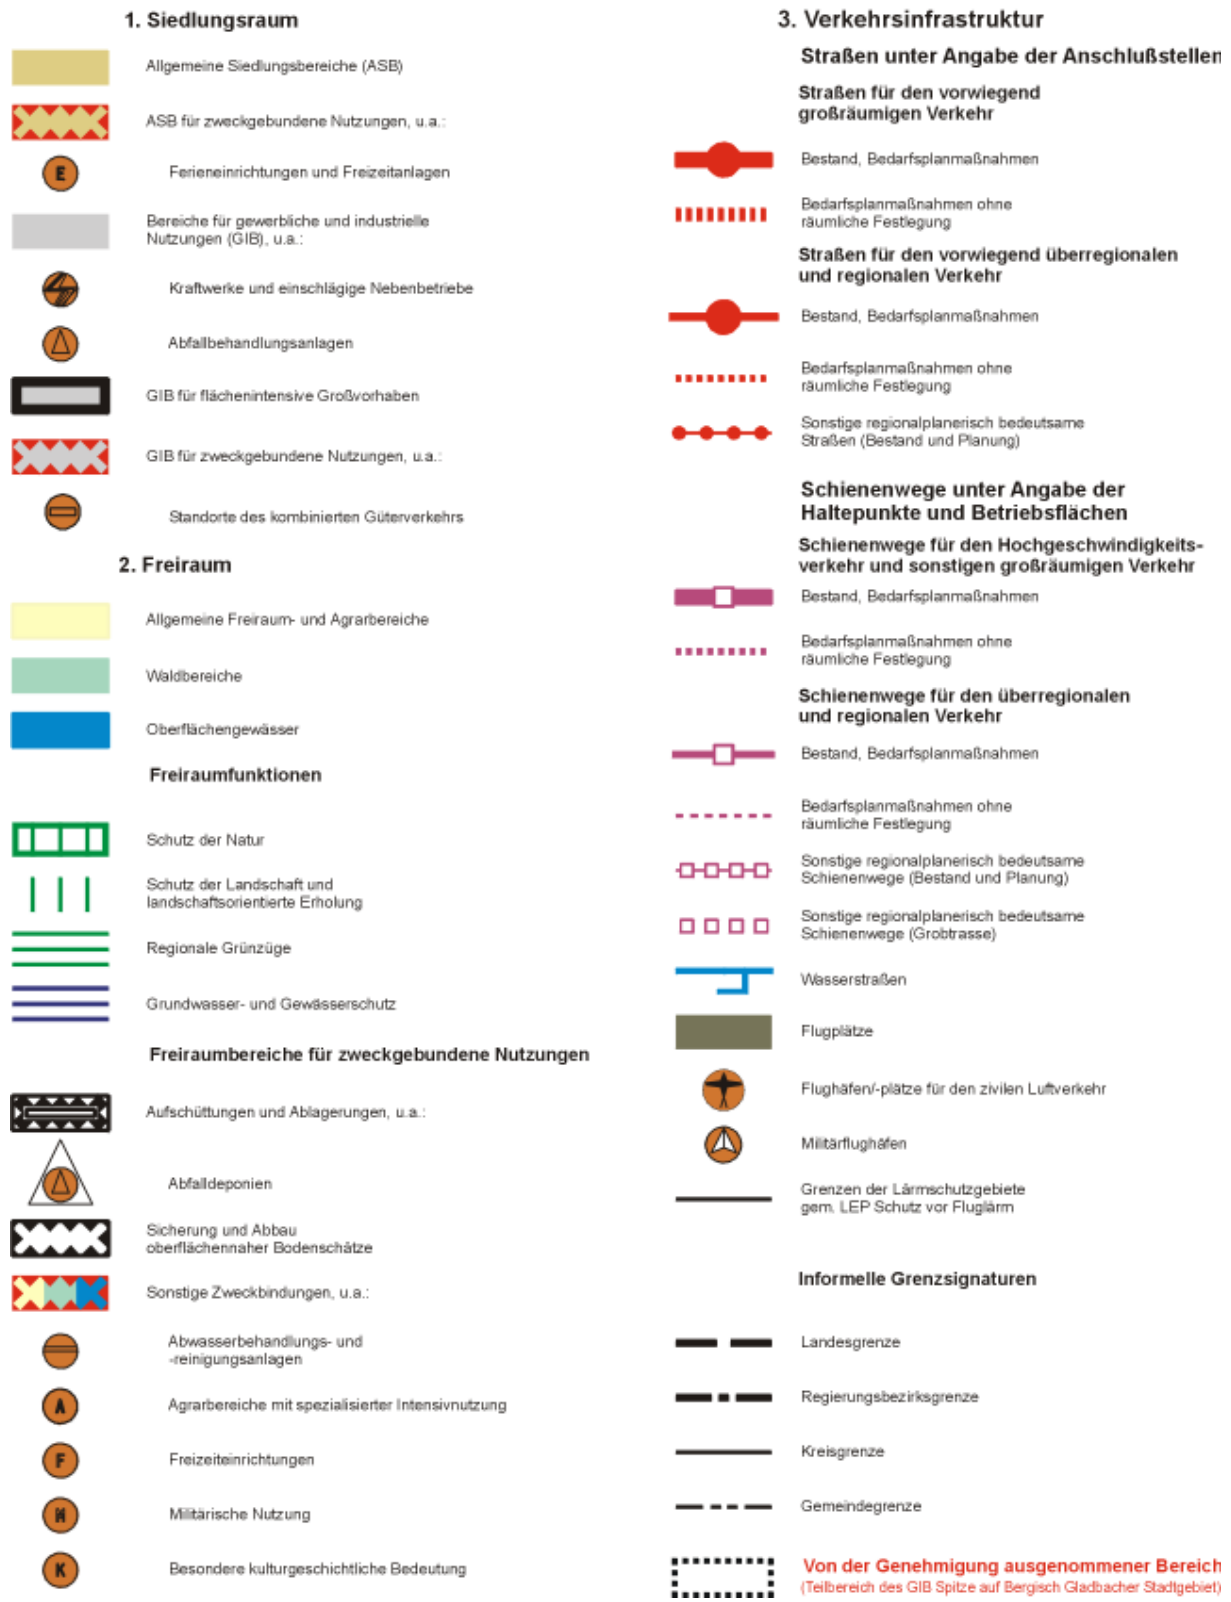 1. Siedlungsraum
Allgemeine Siedlungsbereiche (ASB)
ASB für zweckgebundene Nutzungen, u.a.:
E
Ferieneinrichtungen und Freizeitanlagen
Bereiche für gewerbliche und industrielle
Nutzungen (GIB), u.a.:
Kraftwerke und einschlägige Nebenbetriebe
Abfallbehandlungsanlagen
GIB für flächenintensive Großvorhaben
GIB für zweckgebundene Nutzungen, u.a.:
Standorte des kombinierten Güterverkehrs
2. Freiraum
Allgemeine Freiraum- und Agrarbereiche
Waldbereiche
Oberflächengewässer
Freiraumfunktionen
Schutz der Natur
Schutz der Landschaft und
landschaftsorientierte Erholung
Regionale Grünzüge
Grundwasser- und Gewässerschutz
Freiraumbereiche für zweckgebundene Nutzungen
Aufschüttungen und Ablagerungen, u.a.:
Abfalldeponien
Sicherung und Abbau
oberflächennaher Bodenschätze
Sonstige Zweckbindungen, u.a.:
Abwasserbehandlungs- und
-reinigungsanlagen
A
Agrarbereiche mit spezialisierter Intensivnutzung
F
Freizeiteinrichtungen
M
Militärische Nutzung
K
Besondere kulturgeschichtliche Bedeutung
3. Verkehrsinfrastruktur
Straßen unter Angabe der Anschlußstellen
Straßen für den vorwiegend
großräumigen Verkehr
Bestand, Bedarfsplanmaßnahmen
Bedarfsplanmaßnahmen ohne
räumliche Festlegung
Straßen für den vorwiegend überregionalen
und regionalen Verkehr
Bestand, Bedarfsplanmaßnahmen
Bedarfsplanmaßnahmen ohne
räumliche Festlegung
Sonstige regionalplanerisch bedeutsame
Straßen (Bestand und Planung)
Schienenwege unter Angabe der
Haltepunkte und Betriebsflächen
Schienenwege für den Hochgeschwindigkeits-
verkehr und sonstigen großräumigen Verkehr
Bestand, Bedarfsplanmaßnahmen
Bedarfsplanmaßnahmen ohne
räumliche Festlegung
Schienenwege für den überregionalen
und regionalen Verkehr
Bestand, Bedarfsplanmaßnahmen
Bedarfsplanmaßnahmen ohne
räumliche Festlegung
Sonstige regionalplanerisch bedeutsame
Schienenwege (Bestand und Planung)
Sonstige regionalplanerisch bedeutsame
Schienenwege (Grobtrasse)
Wasserstraßen
Flugplätze
Flughäfen/-plätze für den zivilen Luftverkehr
Militärflughäfen
Grenzen der Lärmschutzgebiete
gem. LEP Schutz vor Fluglärm
Informelle Grenzsignaturen
Landesgrenze
Regierungsbezirksgrenze
Kreisgrenze
Gemeindegrenze
Von der Genehmigung ausgenommener Bereich
(Teilbereich des GIB Spitze auf Bergisch Gladbacher Stadtgebiet)